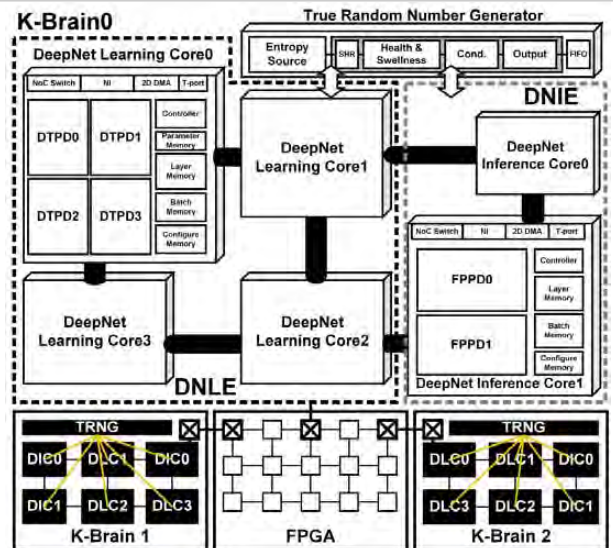 True Random Number Generator
K-Brain0
Entropy
Source
SHR
Health &
Swellness
Cond.
Output
FIFO
DeepNet Learning Core0
NoC Switch
NI
2D DMA
T-port
DTPD0
DTPD1
DTPD2
DTPD3
Controller
Parameter
Memory
Layer
Memory
Batch
Memory
Configure
Memory
DeepNet
Learning Core1
DNIE
DeepNet
Inference Core0
NoC Switch
NI
2D DMA
T-port
FPPD0
FPPD1
Controller
Layer
Memory
Batch
Memory
Configure
Memory
DeepNet Inference Core1
DeepNet
Learning Core3
DeepNet
Learning Core2
DNLE
TRNG
DIC0
DLC1
DIC0
DIC1
DLC2
DLC3
K-Brain 1
FPGA
TRNG
DLC0
DLC1
DIC0
DLC3
DLC2
DIC1
K-Brain 2